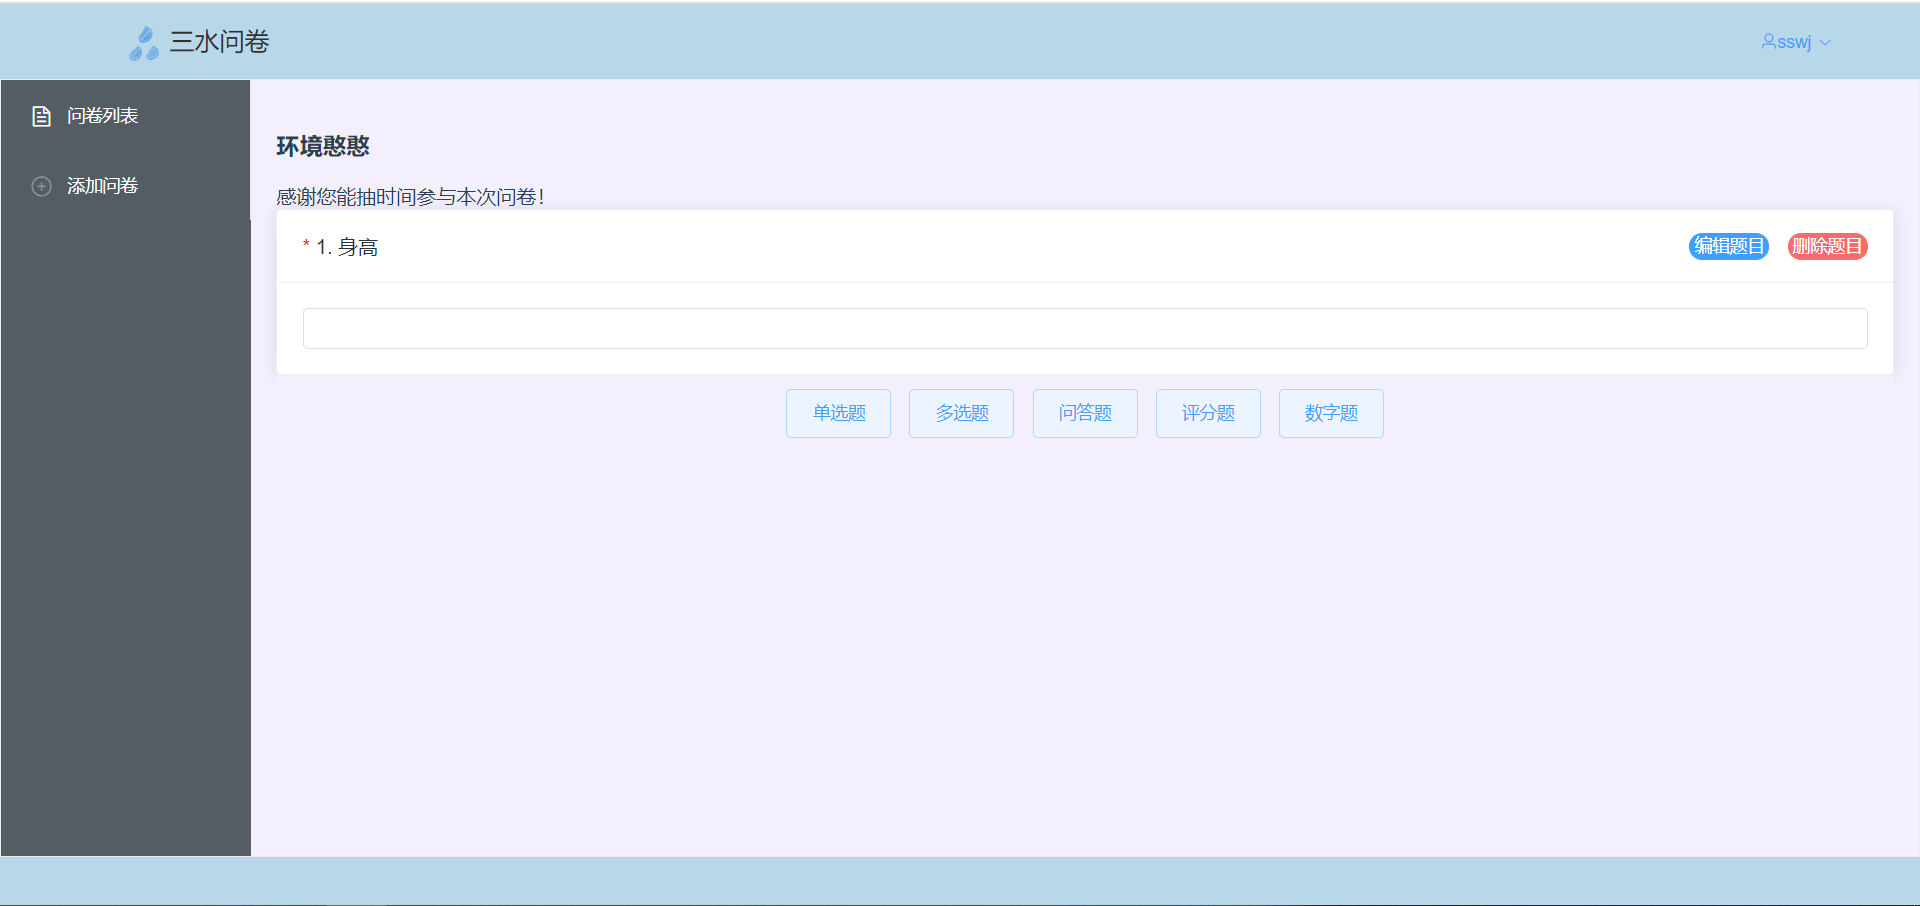 三水问卷
sswj
问卷列表
添加问卷
环境憨憨
感谢您能抽时间参与本次问卷！
* 1. 身高
编辑题目 删除题目
单选题 多选题 问答题 评分题 数字题